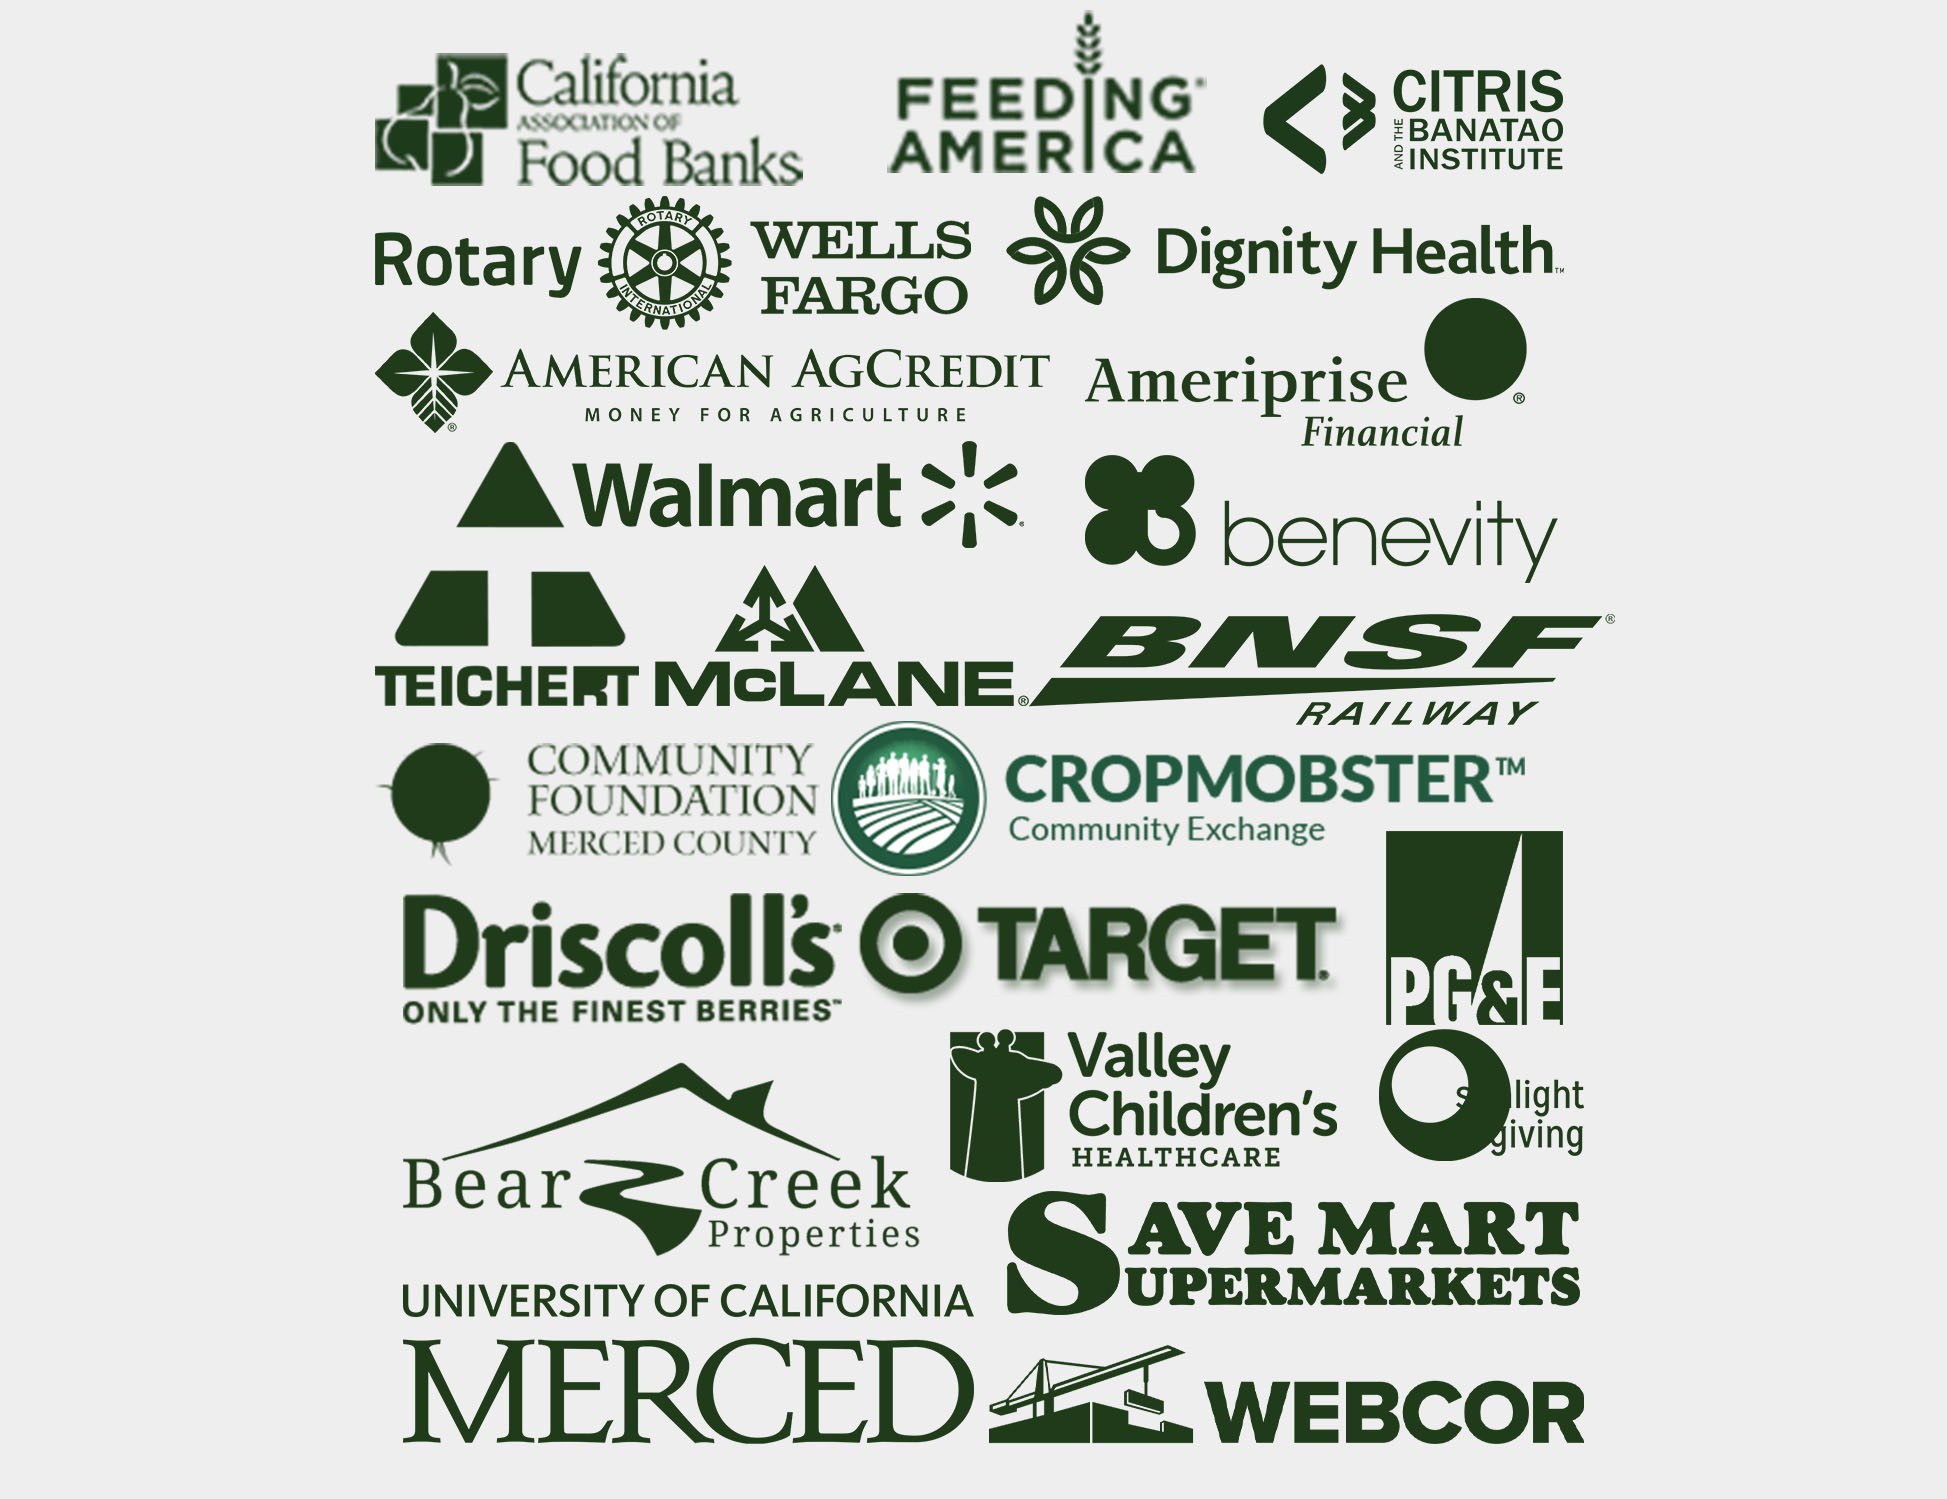 California
ASSOCIATION OF
Food Banks
FEEDING
AMERICA
CITRIS
AND THE
BANATAO
INSTITUTE
Rotary
ROTARY
INTERNATIONAL
WELLS
FARGO
Dignity Health™
AMERICAN AGCREDIT
MONEY FOR AGRICULTURE ®
Ameriprise ®
Financial
Walmart
benevity
TEICHERT
McLANE®
BNSF®
RAILWAY
COMMUNITY
FOUNDATION
MERCED COUNTY
CROPMOBSTER™
Community Exchange
Driscoll's
ONLY THE FINEST BERRIES™
TARGET
PG&E
Valley
Children's
HEALTHCARE
light
giving
Bear Creek
Properties
SAVE MART
SUPERMARKETS
UNIVERSITY OF CALIFORNIA
MERCED
WEBCOR